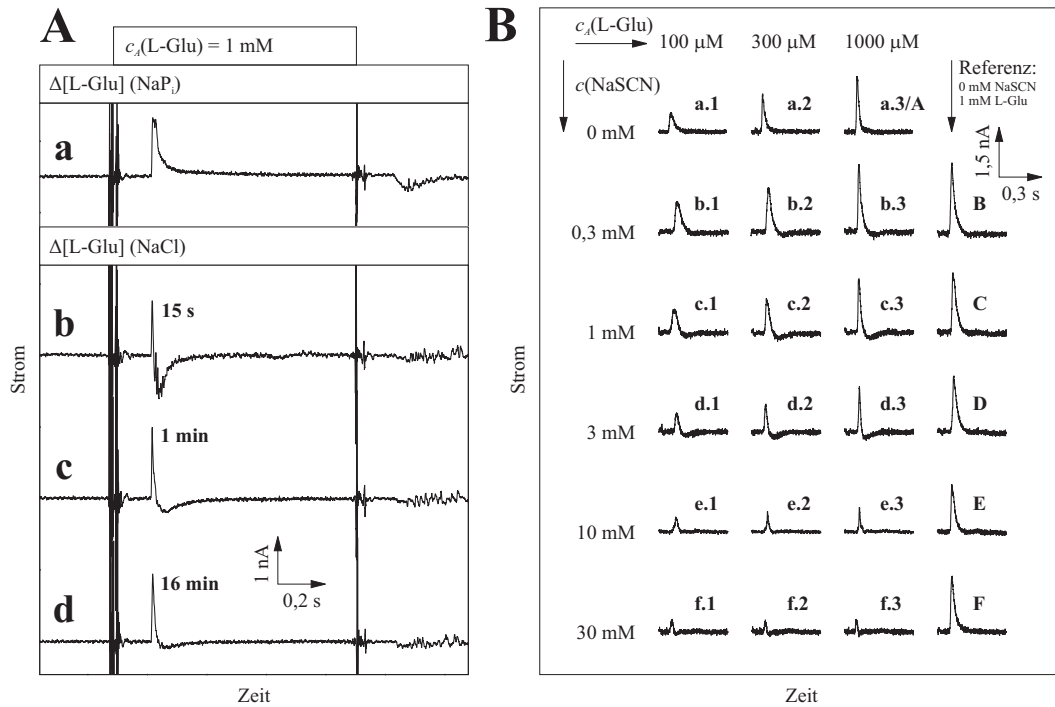 A
c_A(L-Glu) = 1 mM
Δ[L-Glu] (NaP_i)
a
Δ[L-Glu] (NaCl)
b
15 s
c
1 min
d
16 min
1 nA
0,2 s
Strom
Zeit
B
c_A(L-Glu)
100 µM 300 µM 1000 µM
c(NaSCN)
Referenz:
0 mM NaSCN
1 mM L-Glu
1,5 nA
0,3 s
0 mM a.1 a.2 a.3/A
0,3 mM b.1 b.2 b.3 B
1 mM c.1 c.2 c.3 C
3 mM d.1 d.2 d.3 D
10 mM e.1 e.2 e.3 E
30 mM f.1 f.2 f.3 F
Strom
Zeit